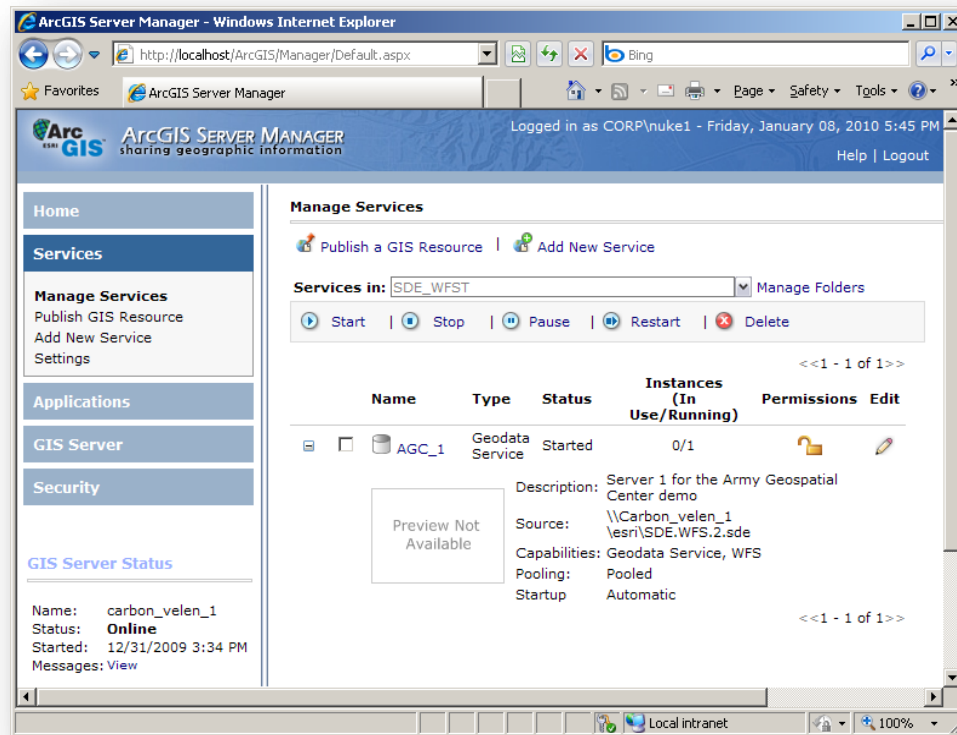 ArcGIS Server Manager - Windows Internet Explorer
http://localhost/ArcGIS/Manager/Default.aspx
Bing
Favorites
ArcGIS Server Manager
Page
Safety
Tools
Arc
GIS
ESRI
ArcGIS Server Manager
sharing geographic information
Logged in as CORP\nuke1 - Friday, January 08, 2010 5:45 PM
Help | Logout
Home
Services
Manage Services
Publish GIS Resource
Add New Service
Settings
Applications
GIS Server
Security
GIS Server Status
Name: carbon_velen_1
Status: Online
Started: 12/31/2009 3:34 PM
Messages: View
Manage Services
Publish a GIS Resource | Add New Service
Services in: SDE_WFST Manage Folders
Start | Stop | Pause | Restart | Delete
<<1 - 1 of 1>>
Name Type Status Instances (In Use/Running) Permissions Edit
AGC_1 Geodata Service Started 0/1
Preview Not Available
Description: Server 1 for the Army Geospatial Center demo
Source: \\Carbon_velen_1
\esri\SDE.WFS.2.sde
Capabilities: Geodata Service, WFS
Pooling: Pooled
Startup Automatic
<<1 - 1 of 1>>
Local intranet
100%